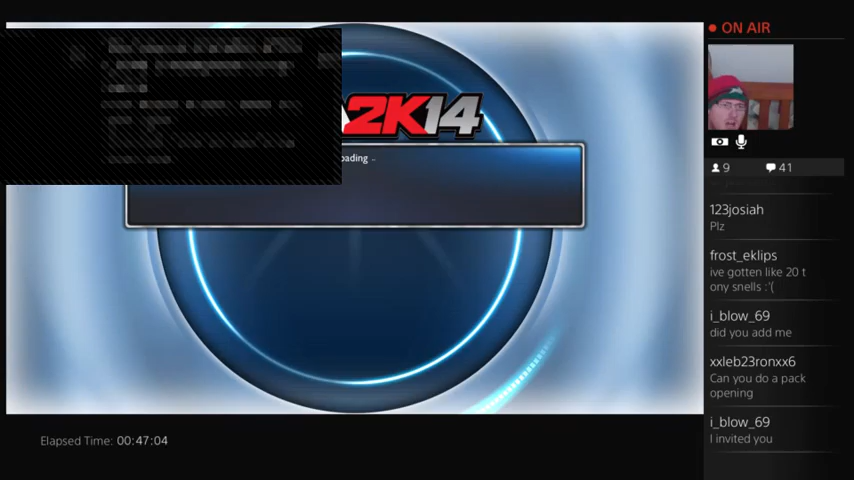 ON AIR
2K14
oading ..
9
41
123josiah
Plz
frost_eklips
ive gotten like 20 t
ony snells :'(
i_blow_69
did you add me
xxleb23ronxx6
Can you do a pack
opening
i_blow_69
I invited you
Elapsed Time: 00:47:04